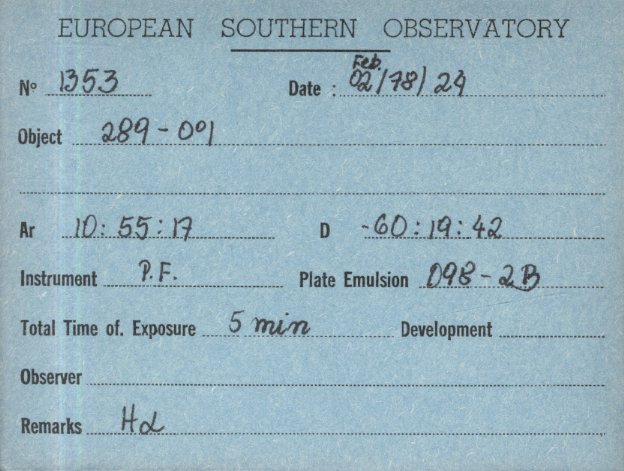 EUROPEAN SOUTHERN OBSERVATORY
Nº 1353 Date : Feb. 02/78/24
Object 289-001
Ar 10:55:17 D -60:19:42
Instrument P.F. Plate Emulsion 098-2B
Total Time of. Exposure 5 min Development
Observer
Remarks Hα